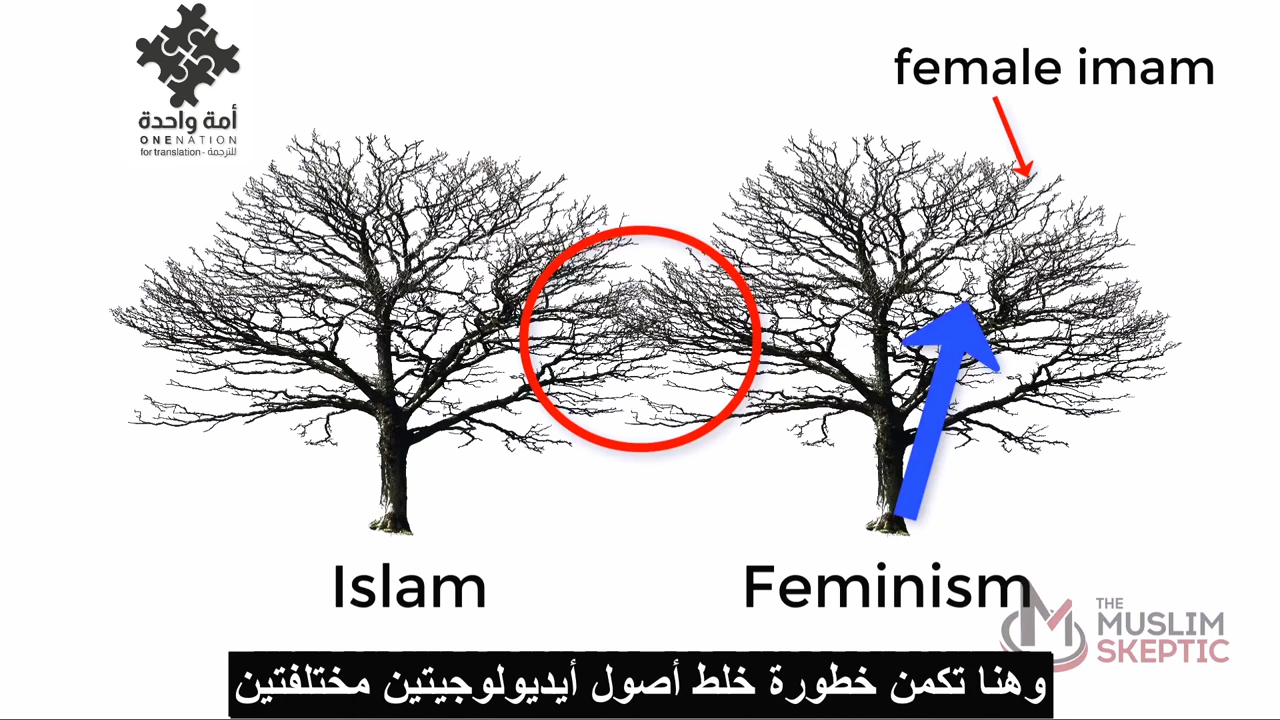 أمة واحدة
ONENATION
for translation - للترجمة
female imam
Islam
Feminism
THE
MUSLIM
SKEPTIC
وهنا تكمن خطورة خلط أصول أيديولوجيتين مختلفتين